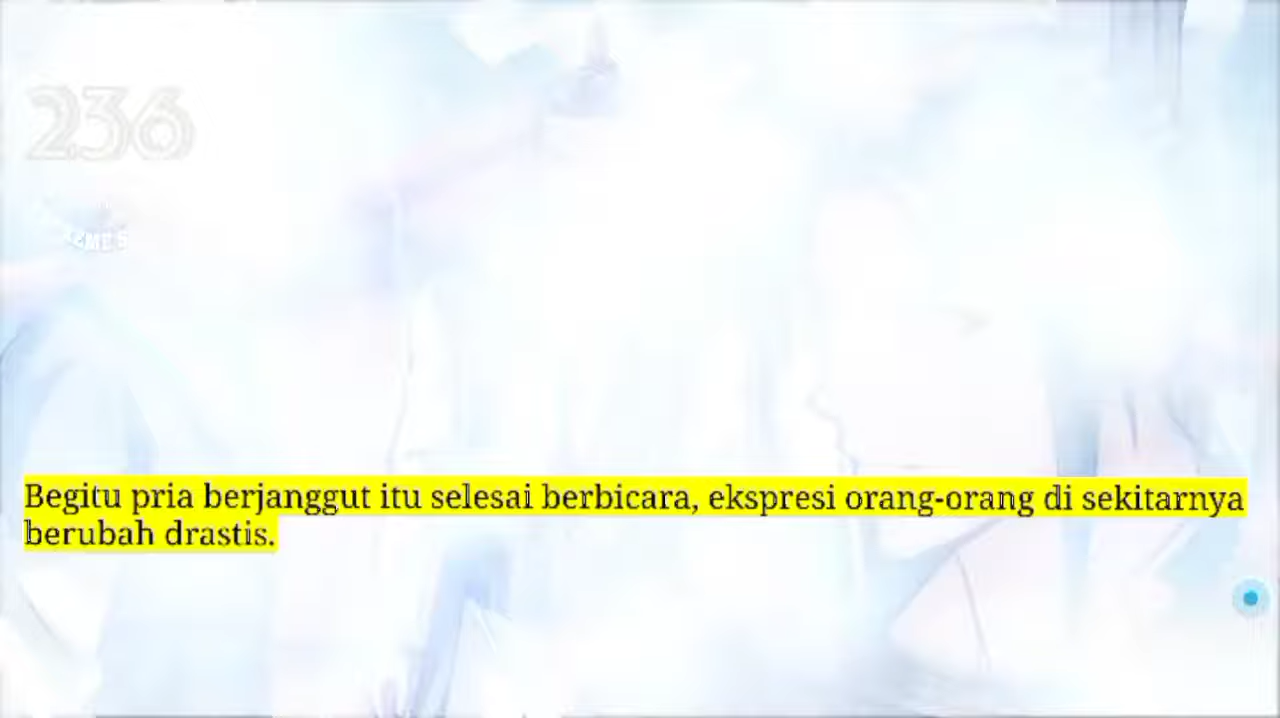 236
Begitu pria berjanggut itu selesai berbicara, ekspresi orang-orang di sekitarnya
berubah drastis.